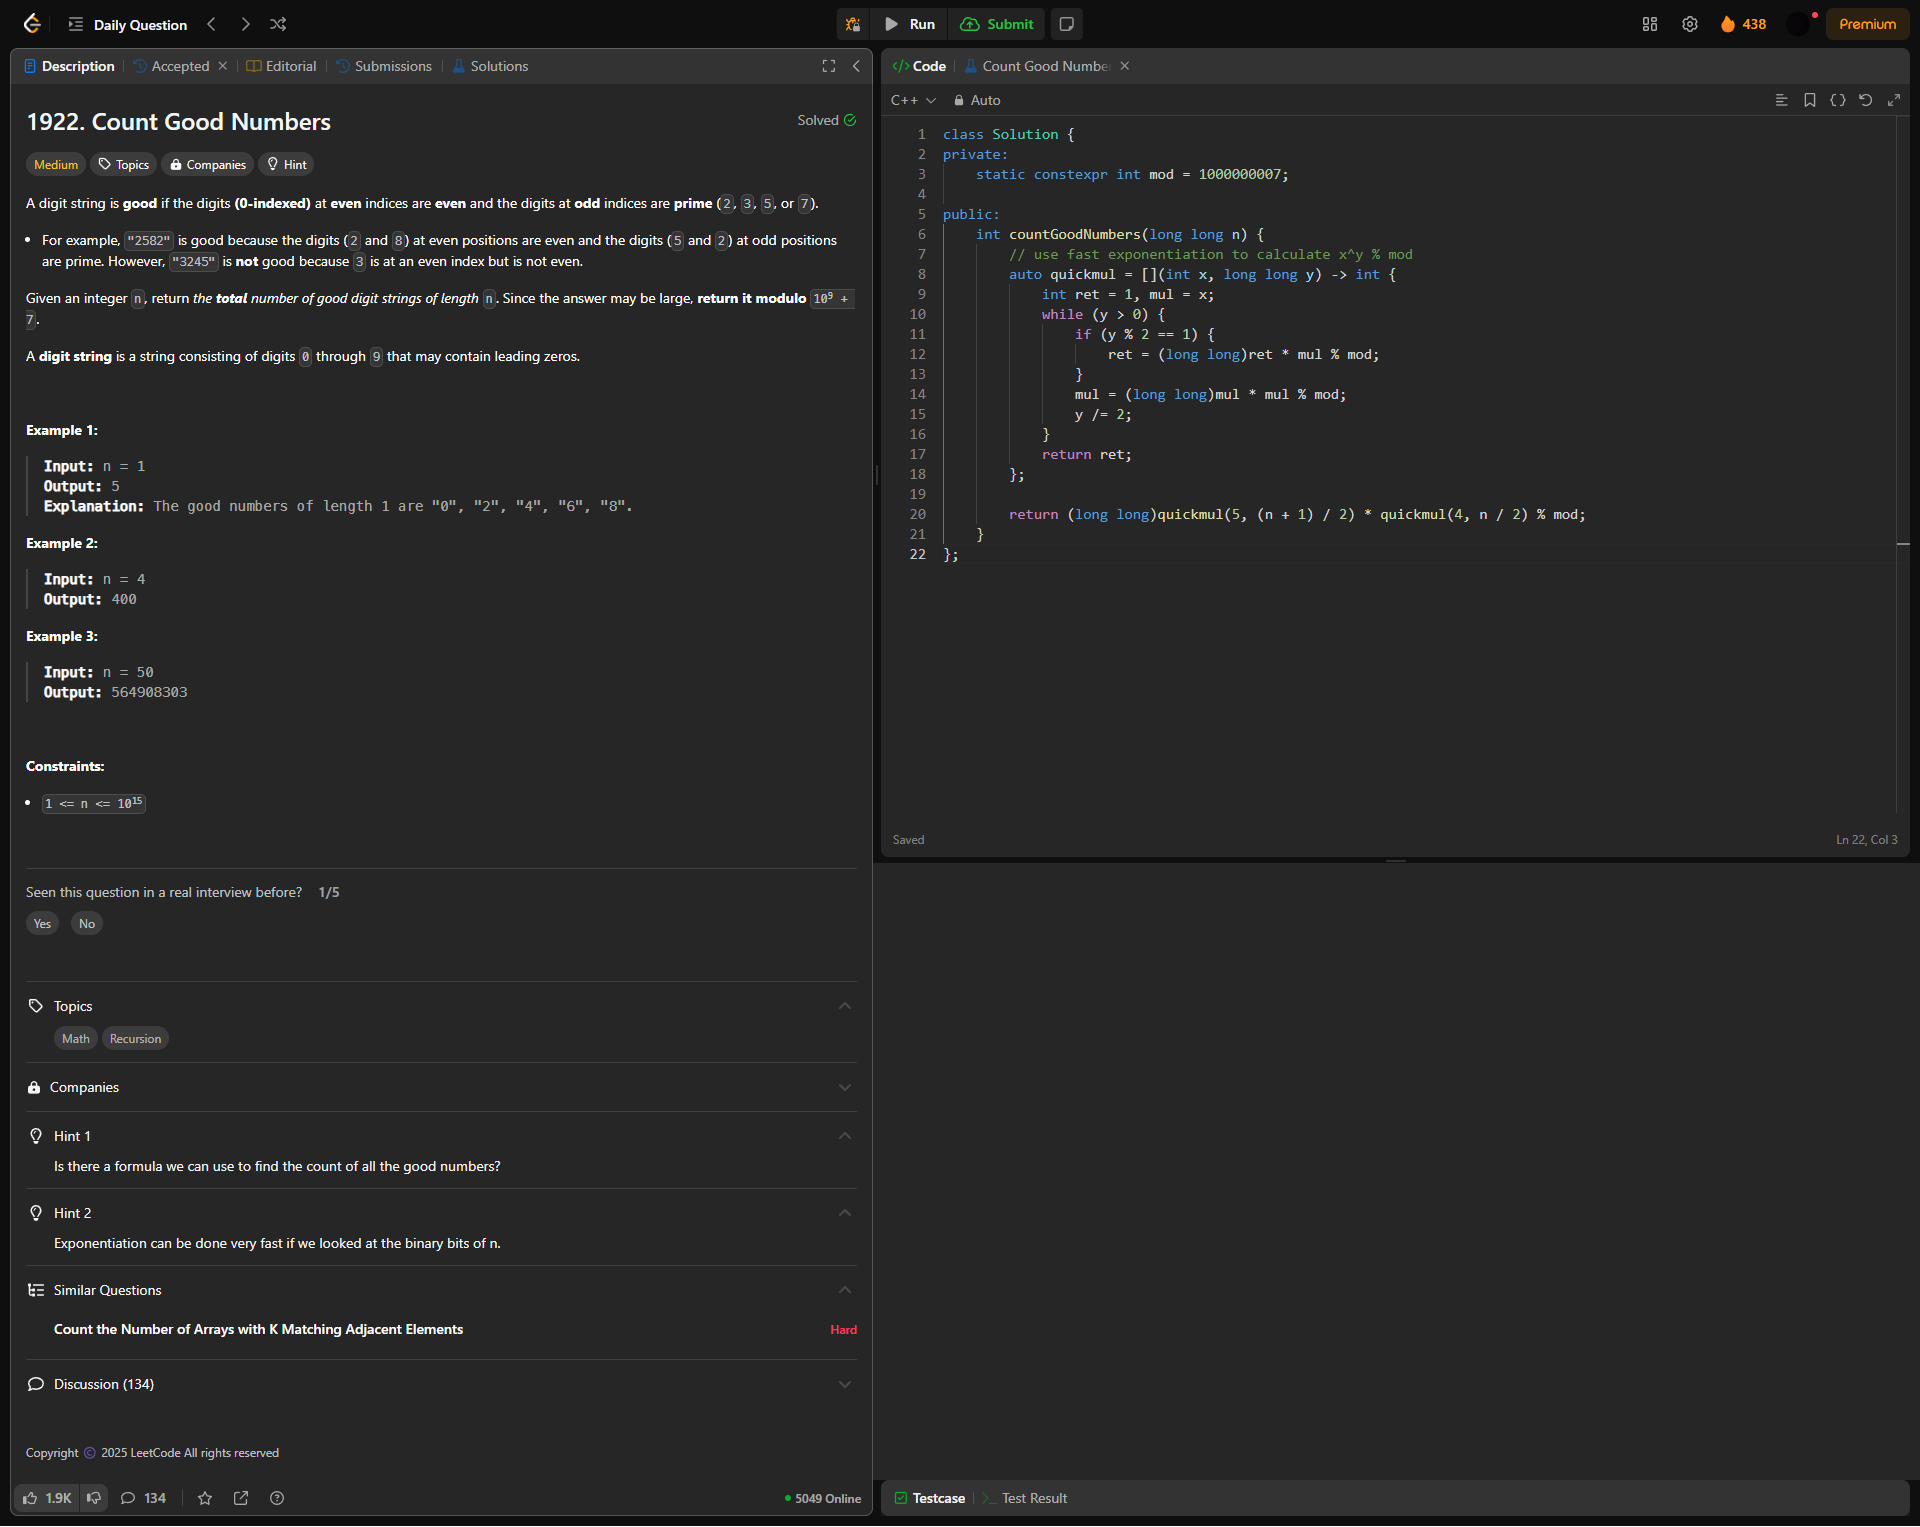 Daily Question
Run
Submit
438
Premium
Description
Accepted
Editorial
Submissions
Solutions
1922. Count Good Numbers
Solved
Medium
Topics
Companies
Hint
A digit string is good if the digits (0-indexed) at even indices are even and the digits at odd indices are prime (2, 3, 5, or 7).
For example, "2582" is good because the digits (2 and 8) at even positions are even and the digits (5 and 2) at odd positions
are prime. However, "3245" is not good because 3 is at an even index but is not even.
Given an integer n, return the total number of good digit strings of length n. Since the answer may be large, return it modulo 10⁹ +
7.
A digit string is a string consisting of digits 0 through 9 that may contain leading zeros.
Example 1:
Input: n = 1
Output: 5
Explanation: The good numbers of length 1 are "0", "2", "4", "6", "8".
Example 2:
Input: n = 4
Output: 400
Example 3:
Input: n = 50
Output: 564908303
Constraints:
1 <= n <= 10¹⁵
Seen this question in a real interview before? 1/5
Yes
No
Topics
Math
Recursion
Companies
Hint 1
Is there a formula we can use to find the count of all the good numbers?
Hint 2
Exponentiation can be done very fast if we looked at the binary bits of n.
Similar Questions
Count the Number of Arrays with K Matching Adjacent Elements
Hard
Discussion (134)
Copyright © 2025 LeetCode All rights reserved
1.9K
134
5049 Online
</> Code
Count Good Number
C++
Auto
1 class Solution {
2 private:
3     static constexpr int mod = 1000000007;
4
5 public:
6     int countGoodNumbers(long long n) {
7         // use fast exponentiation to calculate x^y % mod
8         auto quickmul = [](int x, long long y) -> int {
9             int ret = 1, mul = x;
10             while (y > 0) {
11                 if (y % 2 == 1) {
12                     ret = (long long)ret * mul % mod;
13                 }
14                 mul = (long long)mul * mul % mod;
15                 y /= 2;
16             }
17             return ret;
18         };
19
20         return (long long)quickmul(5, (n + 1) / 2) * quickmul(4, n / 2) % mod;
21     }
22 };
Saved
Ln 22, Col 3
Testcase
Test Result